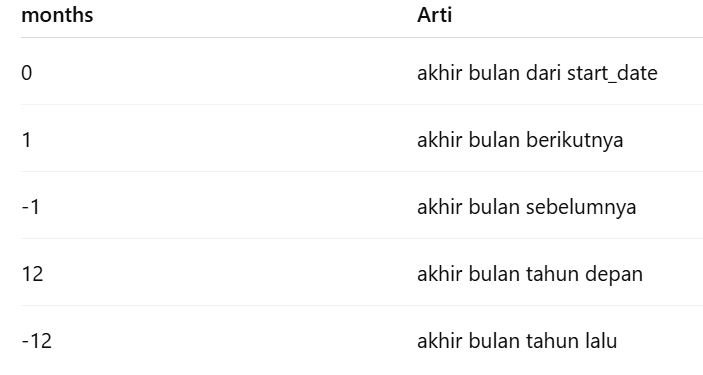 months Arti
0 akhir bulan dari start_date
1 akhir bulan berikutnya
-1 akhir bulan sebelumnya
12 akhir bulan tahun depan
-12 akhir bulan tahun lalu